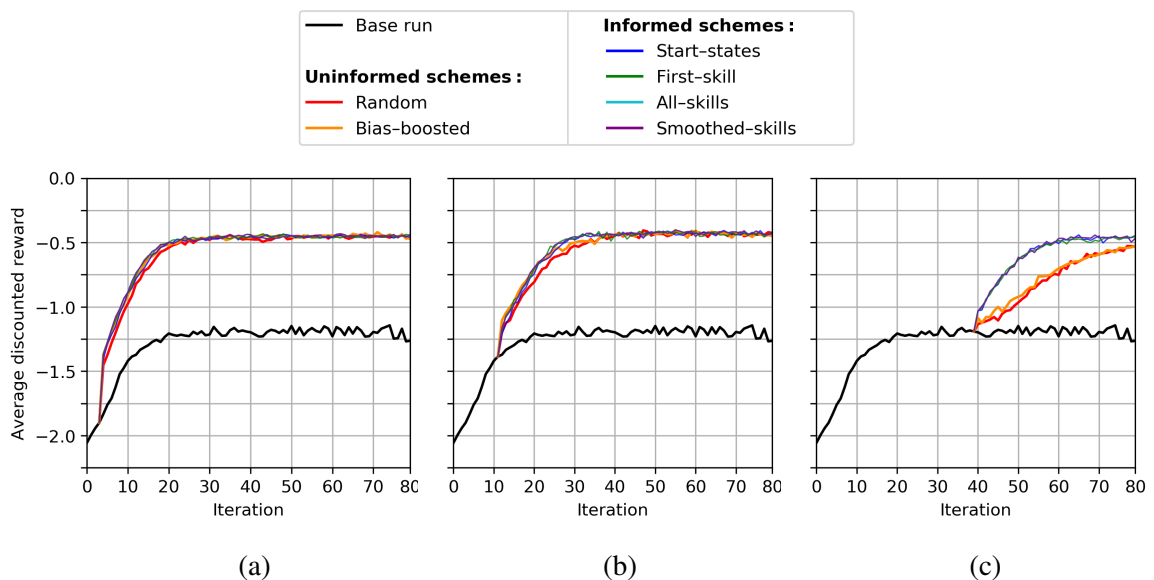 Base run
Uninformed schemes:
Random
Bias–boosted
Informed schemes:
Start–states
First–skill
All–skills
Smoothed–skills
Average discounted reward
0.0
−0.5
−1.0
−1.5
−2.0
0 10 20 30 40 50 60 70 80
Iteration
(a)
0 10 20 30 40 50 60 70 80
Iteration
(b)
0 10 20 30 40 50 60 70 80
Iteration
(c)